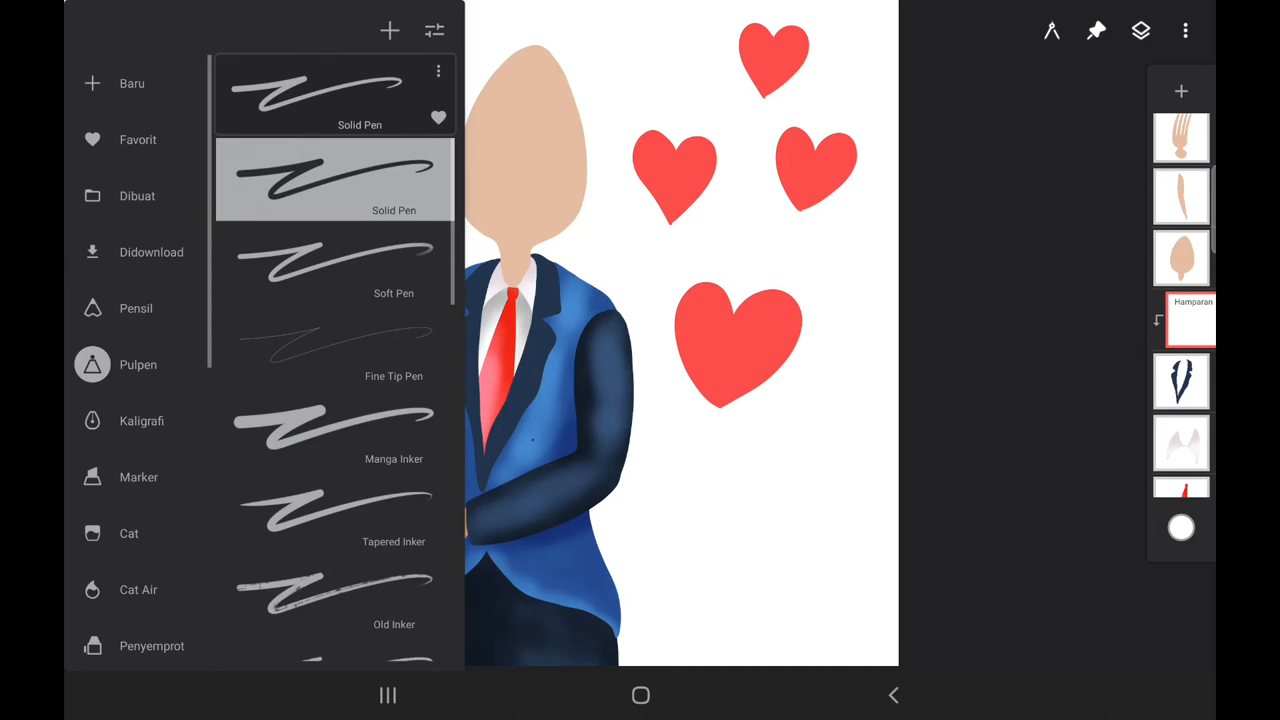 Baru
Favorit
Dibuat
Didownload
Pensil
Pulpen
Kaligrafi
Marker
Cat
Cat Air
Penyemprot
Solid Pen
Solid Pen
Soft Pen
Fine Tip Pen
Manga Inker
Tapered Inker
Old Inker
Hamparan